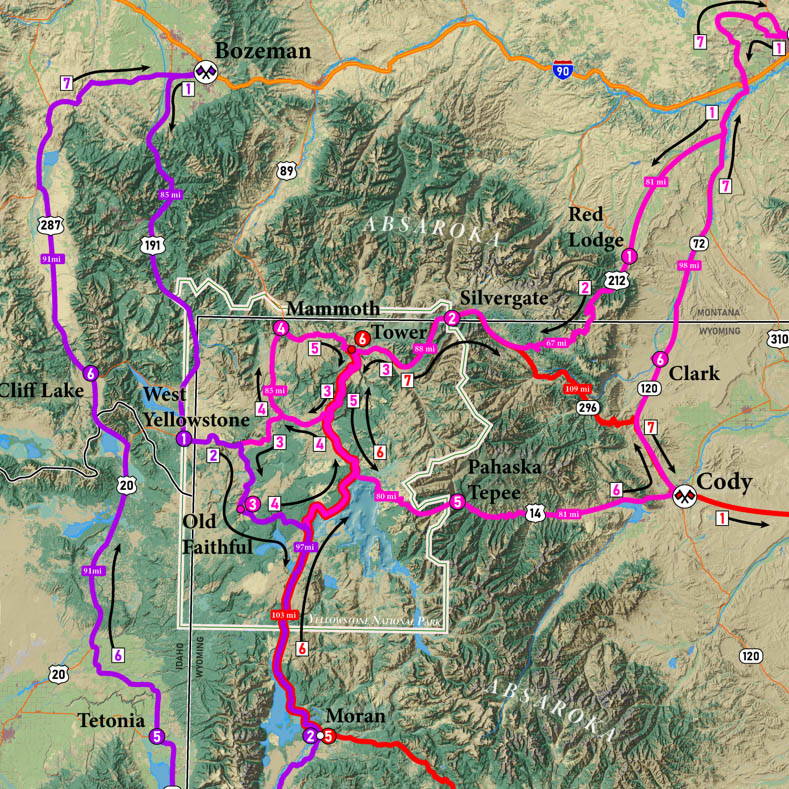 Bozeman
7
1
90
7
1
1
89
85 mi
81 mi
7
ABSAROKA
Red
Lodge
1
287
191
72
91mi
98 mi
212
2
Silvergate
Mammoth
2
MONTANA
WYOMING
4
6
Tower
5
88 mi
67 mi
310
3
7
6
Clark
Cliff Lake
6
West
Yellowstone
85 mi
3
5
109 mi
120
4
296
1
2
3
4
6
7
Pahaska
Tepee
Cody
20
80 mi
5
6
3
4
14
81 mi
1
Old
Faithful
97mi
91mi
103 mi
Yellowstone National Park
6
6
IDAHO
WYOMING
120
20
ABSAROKA
Tetonia
5
Moran
2
5